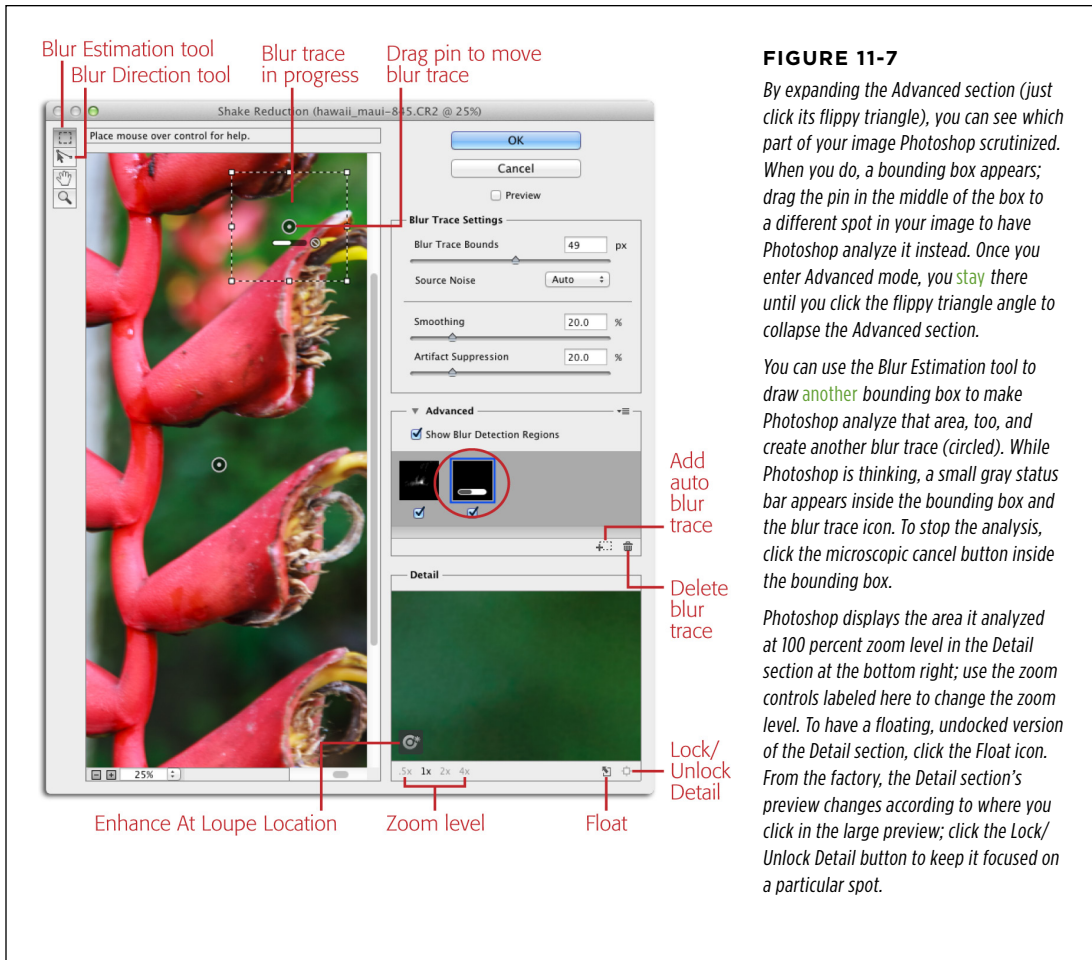 Blur Estimation tool
Blur Direction tool
Blur trace
in progress
Drag pin to move
blur trace
Shake Reduction (hawaii_maui-845.CR2 @ 25%)
Place mouse over control for help.
OK
Cancel
Preview
Blur Trace Settings
Blur Trace Bounds 49 px
Source Noise Auto
Smoothing 20.0 %
Artifact Suppression 20.0 %
Advanced
Show Blur Detection Regions
Add
auto
blur
trace
Delete
blur
trace
Detail
25%
.5x 1x 2x 4x
Lock/
Unlock
Detail
Enhance At Loupe Location
Zoom level
Float
FIGURE 11-7
By expanding the Advanced section (just
click its flippy triangle), you can see which
part of your image Photoshop scrutinized.
When you do, a bounding box appears;
drag the pin in the middle of the box to
a different spot in your image to have
Photoshop analyze it instead. Once you
enter Advanced mode, you stay there
until you click the flippy triangle angle to
collapse the Advanced section.
You can use the Blur Estimation tool to
draw another bounding box to make
Photoshop analyze that area, too, and
create another blur trace (circled). While
Photoshop is thinking, a small gray status
bar appears inside the bounding box and
the blur trace icon. To stop the analysis,
click the microscopic cancel button inside
the bounding box.
Photoshop displays the area it analyzed
at 100 percent zoom level in the Detail
section at the bottom right; use the zoom
controls labeled here to change the zoom
level. To have a floating, undocked version
of the Detail section, click the Float icon.
From the factory, the Detail section's
preview changes according to where you
click in the large preview; click the Lock/
Unlock Detail button to keep it focused on
a particular spot.